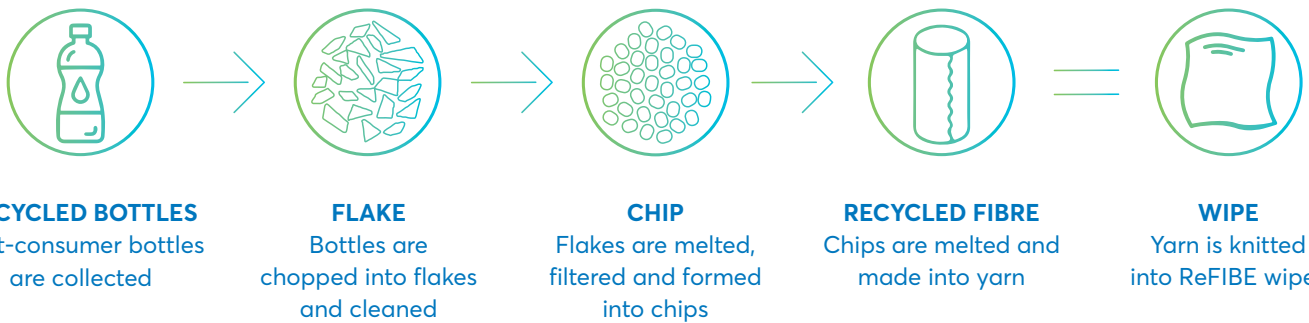 CYCLED BOTTLES
t-consumer bottles
are collected
FLAKE
Bottles are
chopped into flakes
and cleaned
CHIP
Flakes are melted,
filtered and formed
into chips
RECYCLED FIBRE
Chips are melted and
made into yarn
WIPE
Yarn is knitted
into ReFIBE wipe